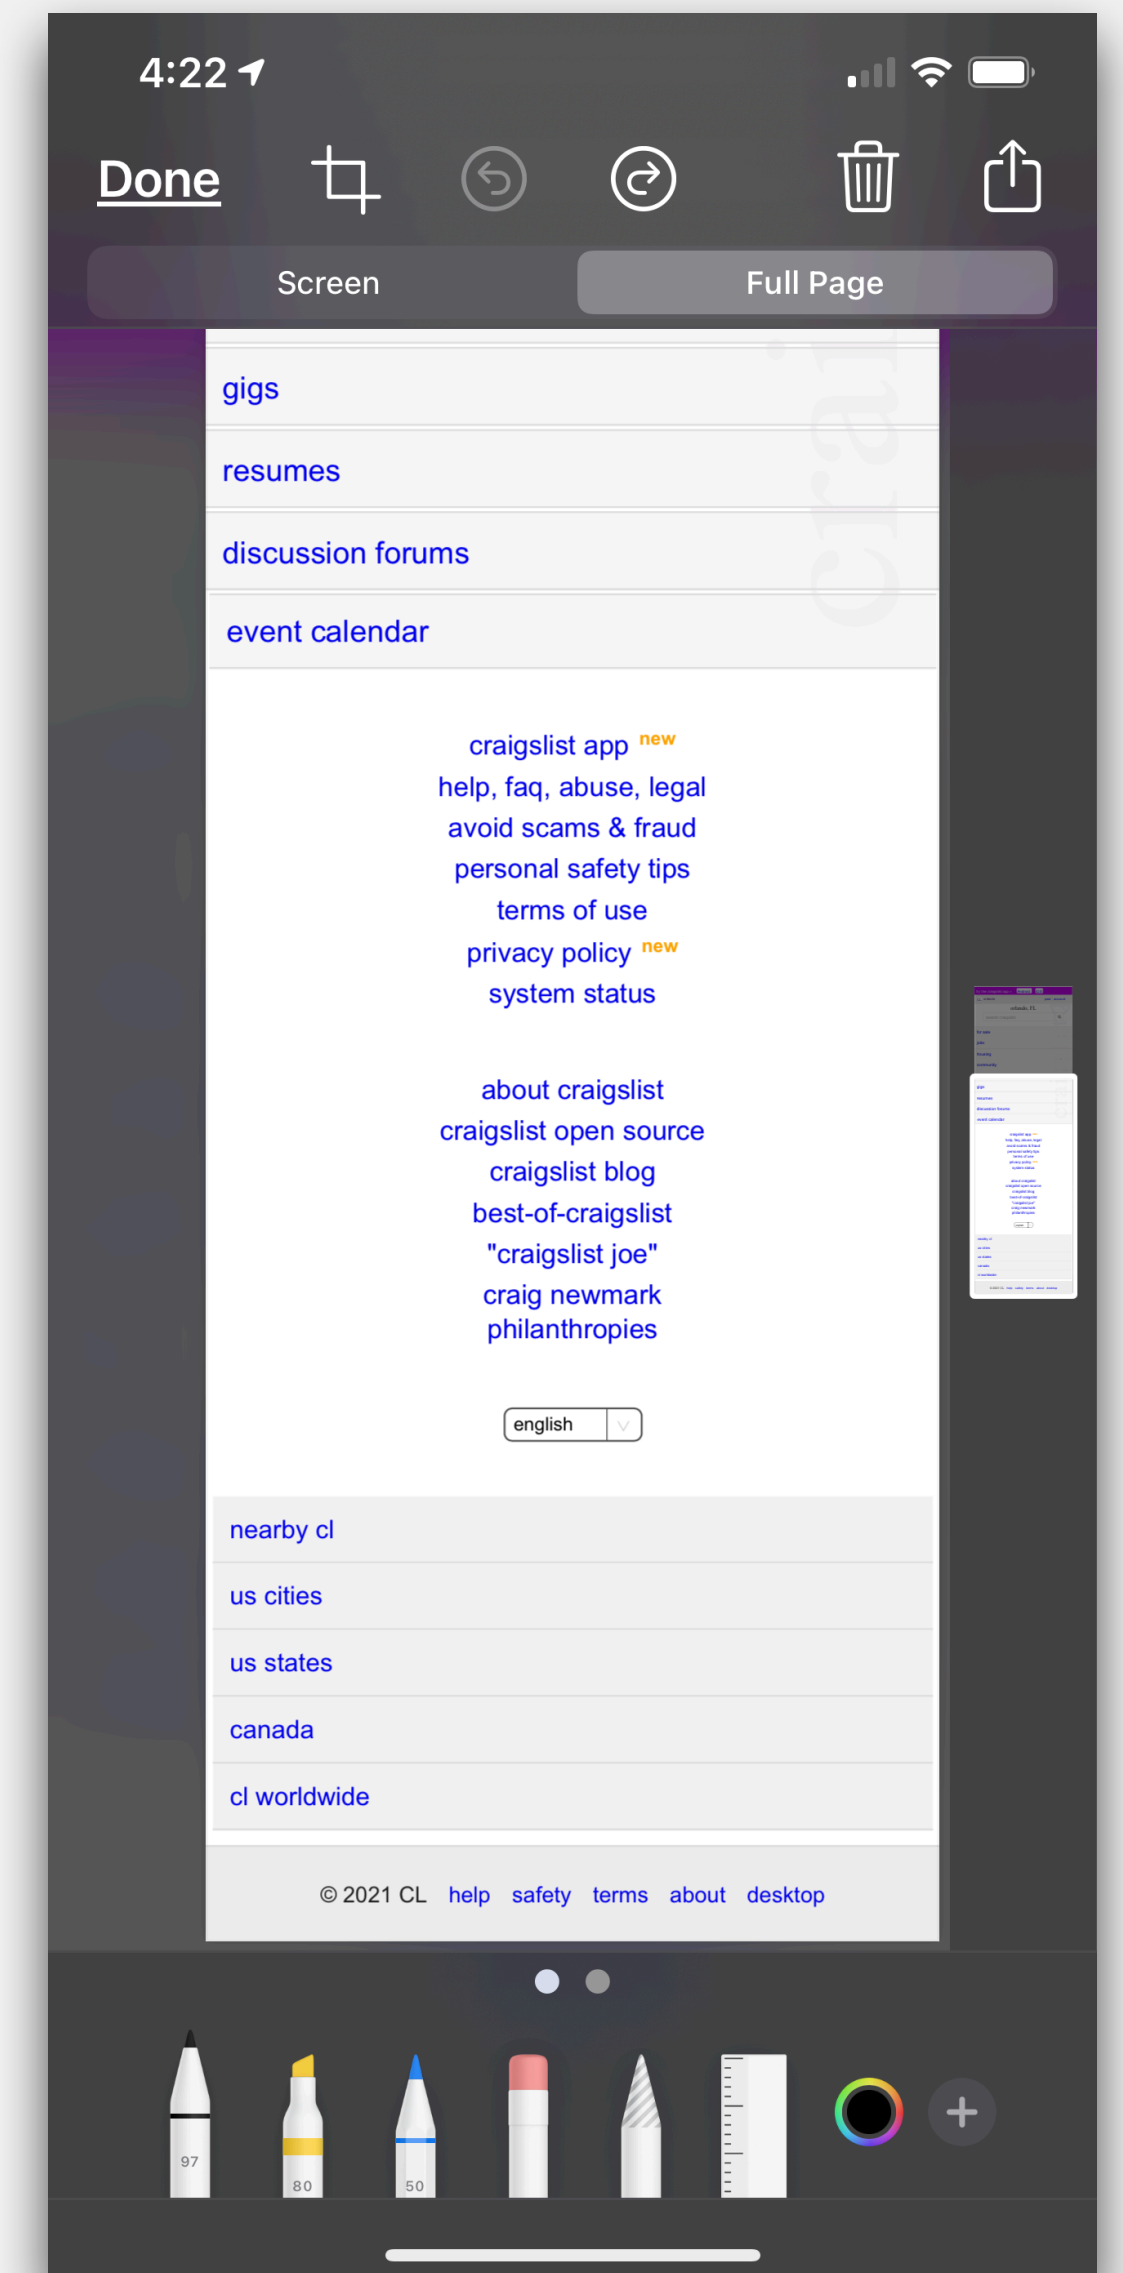 4:22
Done
Screen
Full Page
crai
gigs
resumes
discussion forums
event calendar
craigslist app new
help, faq, abuse, legal
avoid scams & fraud
personal safety tips
terms of use
privacy policy new
system status
about craigslist
craigslist open source
craigslist blog
best-of-craigslist
"craigslist joe"
craig newmark
philanthropies
english
nearby cl
us cities
us states
canada
cl worldwide
© 2021 CL help safety terms about desktop
97
80
50